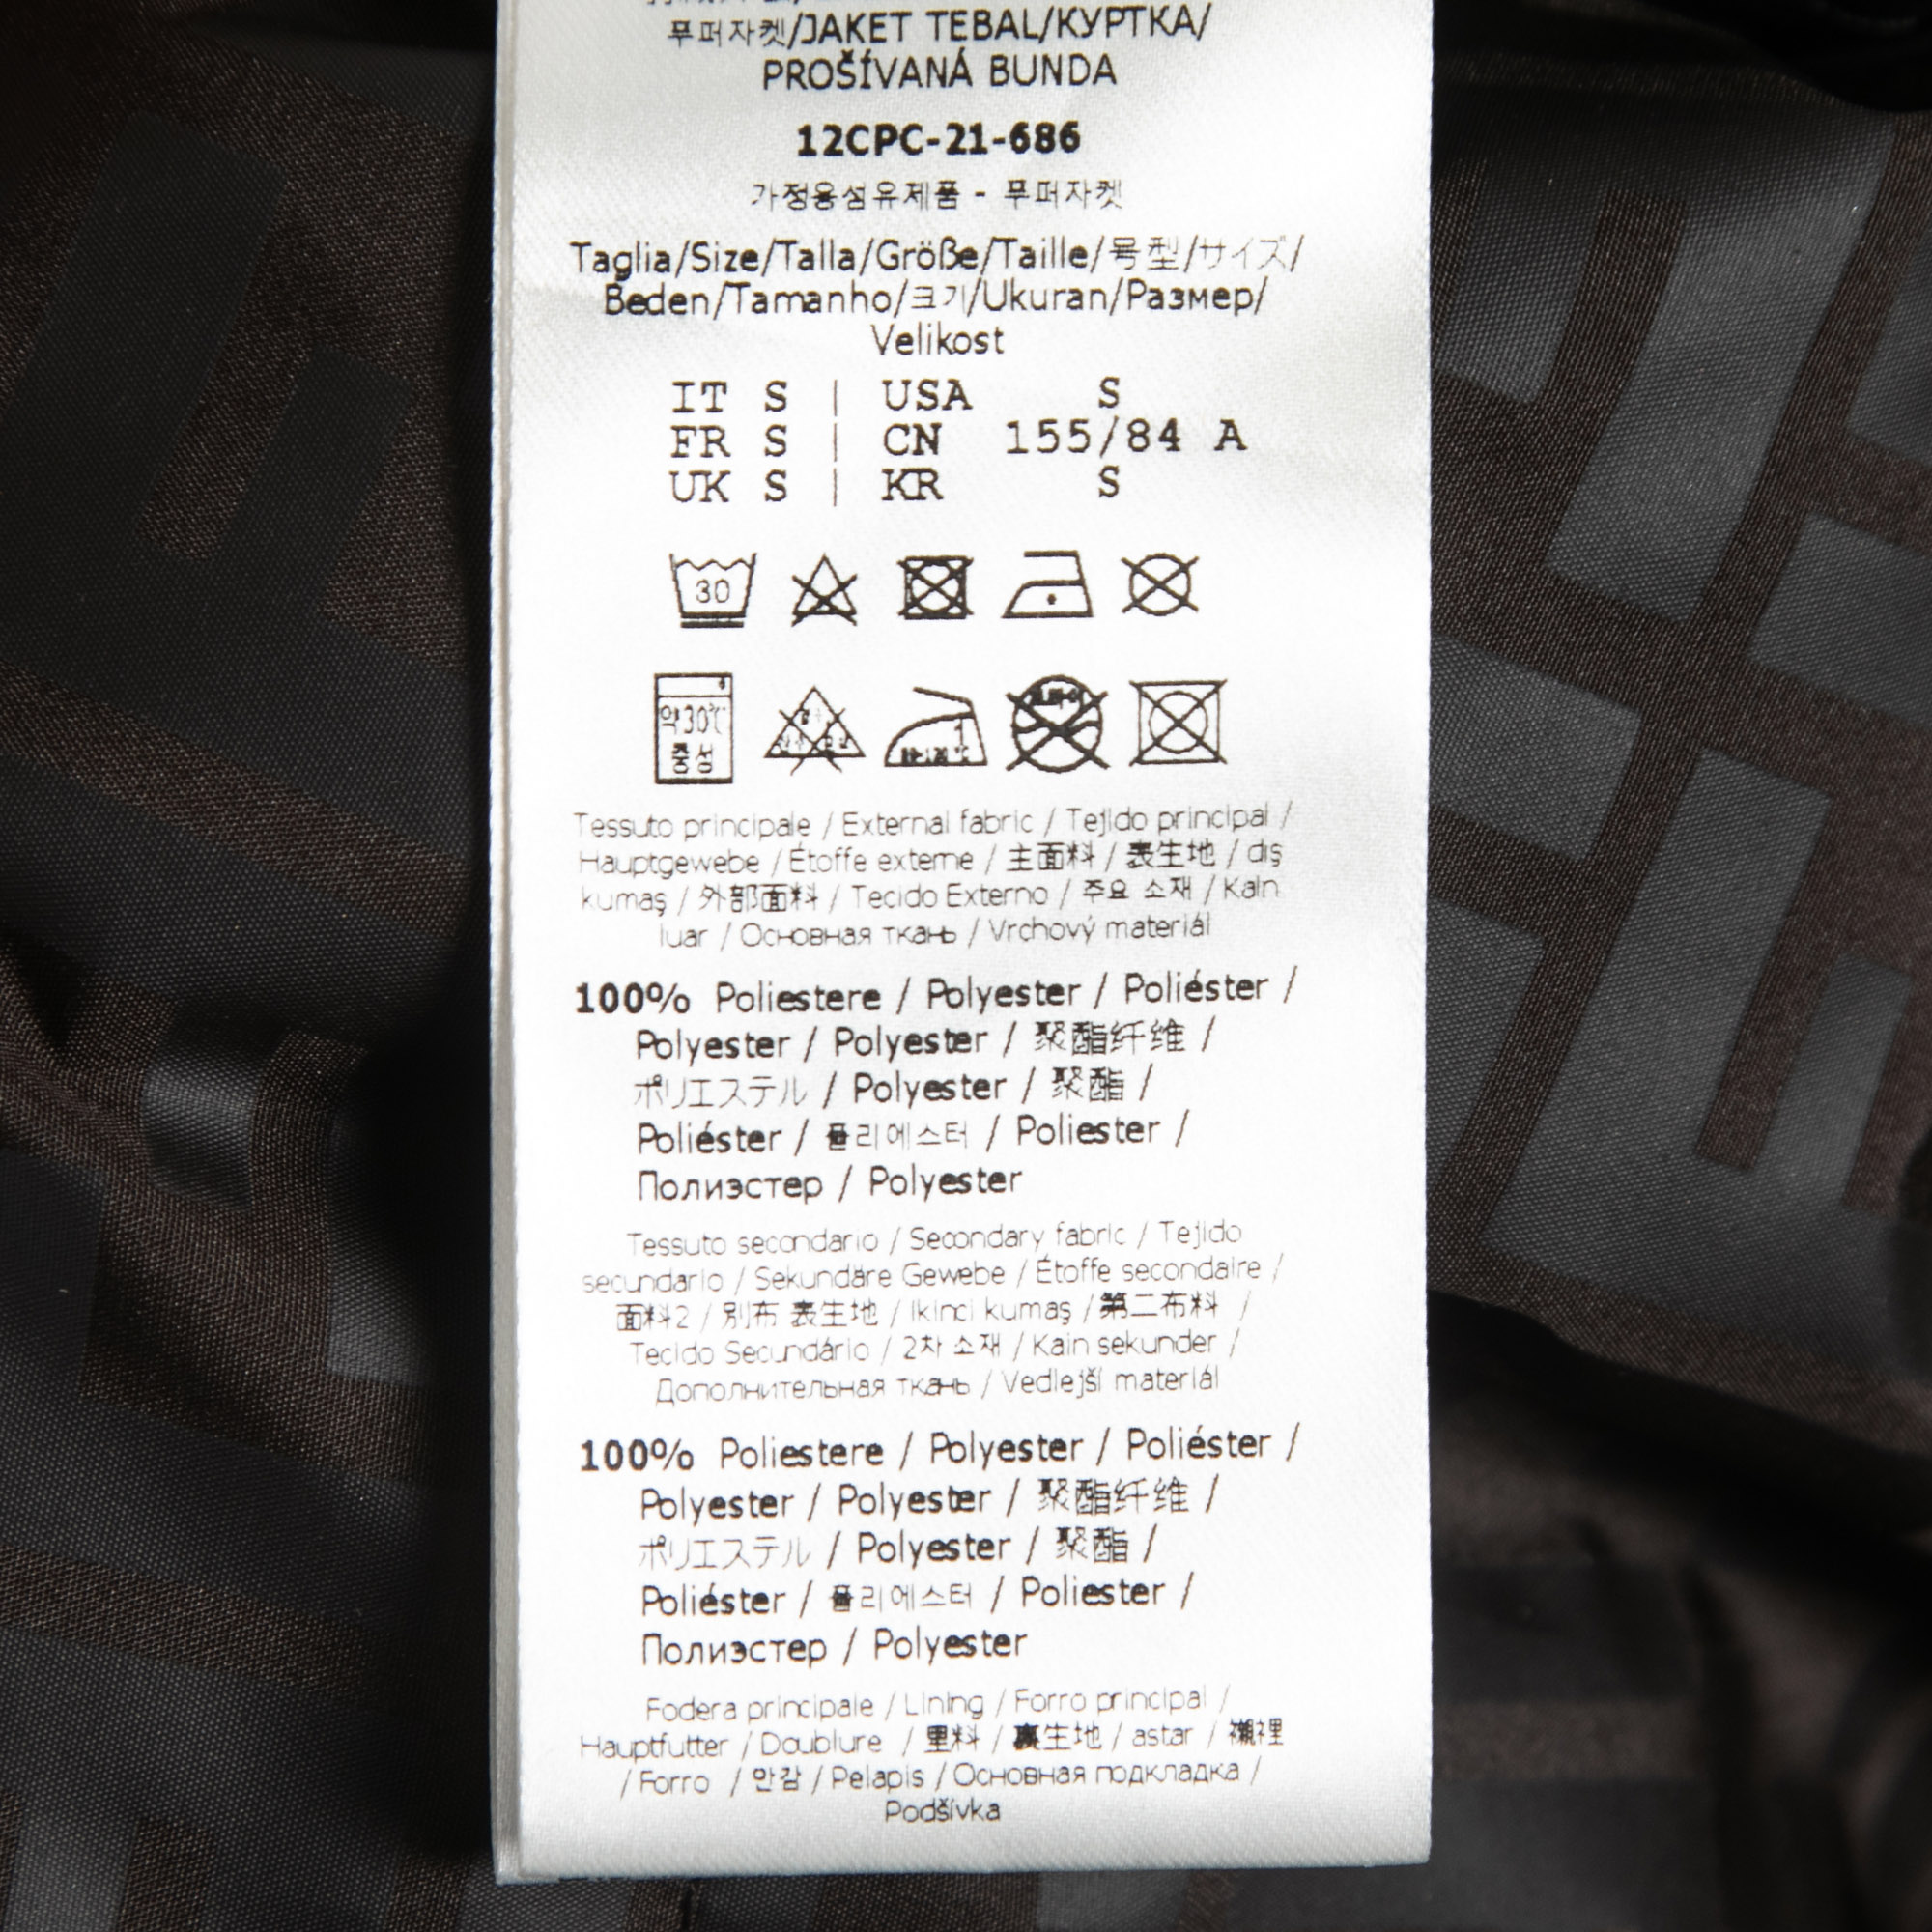 푸퍼자켓/JAKET TEBAL/КУРТКА/
PROŠÍVANÁ BUNDA
12CPC-21-686
가정용섬유제품 - 푸퍼자켓
Taglia/Size/Talla/Größe/Taille/号型/サイズ/
Beden/Tamanho/크기/Ukuran/Размер/
Velikost
IT S | USA S
FR S | CN 155/84 A
UK S | KR S
30
약30℃
중성
Tessuto principale / External fabric / Tejido principal /
Hauptgewebe / Étoffe externe / 主面料 / 表生地 / dış
kumaş / 外部面料 / Tecido Externo / 주요 소재 / Kain
luar / Основная ткань / Vrchový materiál
100% Poliestere / Polyester / Poliéster /
Polyester / Polyester / 聚酯纤维 /
ポリエステル / Polyester / 聚酯 /
Poliéster / 폴리에스터 / Poliester /
Полиэстер / Polyester
Tessuto secondario / Secondary fabric / Tejido
secundario / Sekundäre Gewebe / Étoffe secondaire /
面料2 / 別布 表生地 / Ikinci kumaş / 第二布料 /
Tecido Secundário / 2차 소재 / Kain sekunder /
Дополнительная ткань / Vedlejší materiál
100% Poliestere / Polyester / Poliéster /
Polyester / Polyester / 聚酯纤维 /
ポリエステル / Polyester / 聚酯 /
Poliéster / 폴리에스터 / Poliester /
Полиэстер / Polyester
Fodera principale / Lining / Forro principal /
Hauptfutter / Doublure / 里料 / 裏生地 / astar / 襯裡
/ Forro / 안감 / Pelapis / Основная подкладка /
Podšívka